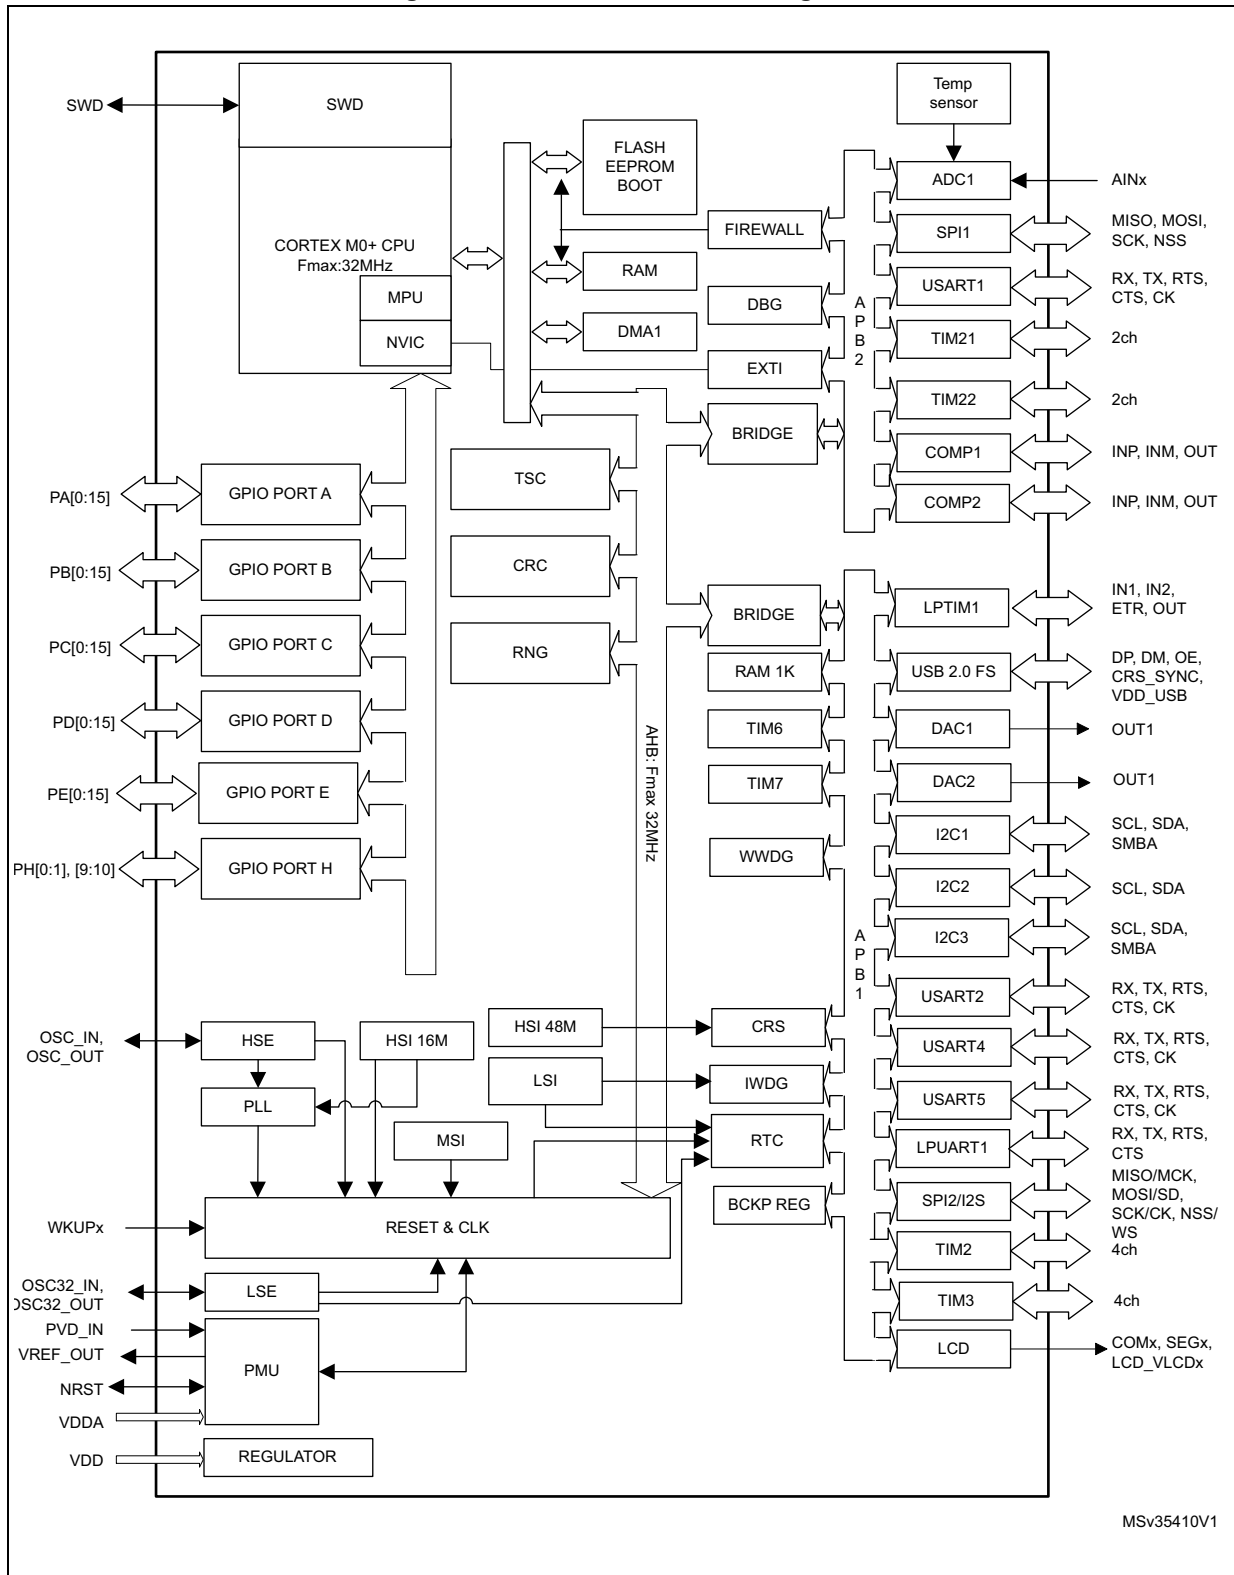 SWD
SWD
Temp
sensor
FLASH
EEPROM
BOOT
ADC1
AINx
CORTEX M0+ CPU
Fmax:32MHz
FIREWALL
SPI1
MISO, MOSI,
SCK, NSS
RAM
MPU
DBG
USART1
RX, TX, RTS,
CTS, CK
NVIC
DMA1
APB2
TIM21
2ch
EXTI
TIM22
2ch
BRIDGE
COMP1
INP, INM, OUT
TSC
COMP2
INP, INM, OUT
PA[0:15]
GPIO PORT A
PB[0:15]
GPIO PORT B
CRC
PC[0:15]
GPIO PORT C
RNG
PD[0:15]
GPIO PORT D
PE[0:15]
GPIO PORT E
PH[0:1], [9:10]
GPIO PORT H
AHB: Fmax 32MHz
BRIDGE
LPTIM1
IN1, IN2,
ETR, OUT
RAM 1K
USB 2.0 FS
DP, DM, OE,
CRS_SYNC,
VDD_USB
TIM6
DAC1
OUT1
TIM7
DAC2
OUT1
WWDG
I2C1
SCL, SDA,
SMBA
I2C2
SCL, SDA
APB1
I2C3
SCL, SDA,
SMBA
USART2
RX, TX, RTS,
CTS, CK
OSC_IN,
OSC_OUT
HSE
HSI 16M
HSI 48M
CRS
USART4
RX, TX, RTS,
CTS, CK
PLL
LSI
IWDG
USART5
RX, TX, RTS,
CTS, CK
MSI
RTC
LPUART1
RX, TX, RTS,
CTS
WKUPx
RESET & CLK
BCKP REG
SPI2/I2S
MISO/MCK,
MOSI/SD,
SCK/CK, NSS/
WS
TIM2
4ch
OSC32_IN,
OSC32_OUT
LSE
TIM3
4ch
PVD_IN
VREF_OUT
NRST
VDDA
PMU
LCD
COMx, SEGx,
LCD_VLCDx
VDD
REGULATOR
MSv35410V1